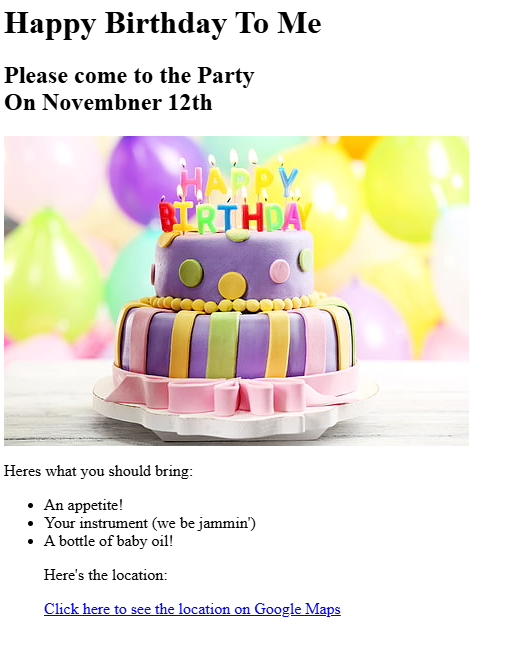 Happy Birthday To Me
Please come to the Party
On Novembner 12th
HAPPY
BIRTHDAY
Heres what you should bring:
An appetite!
Your instrument (we be jammin')
A bottle of baby oil!
Here's the location:
Click here to see the location on Google Maps